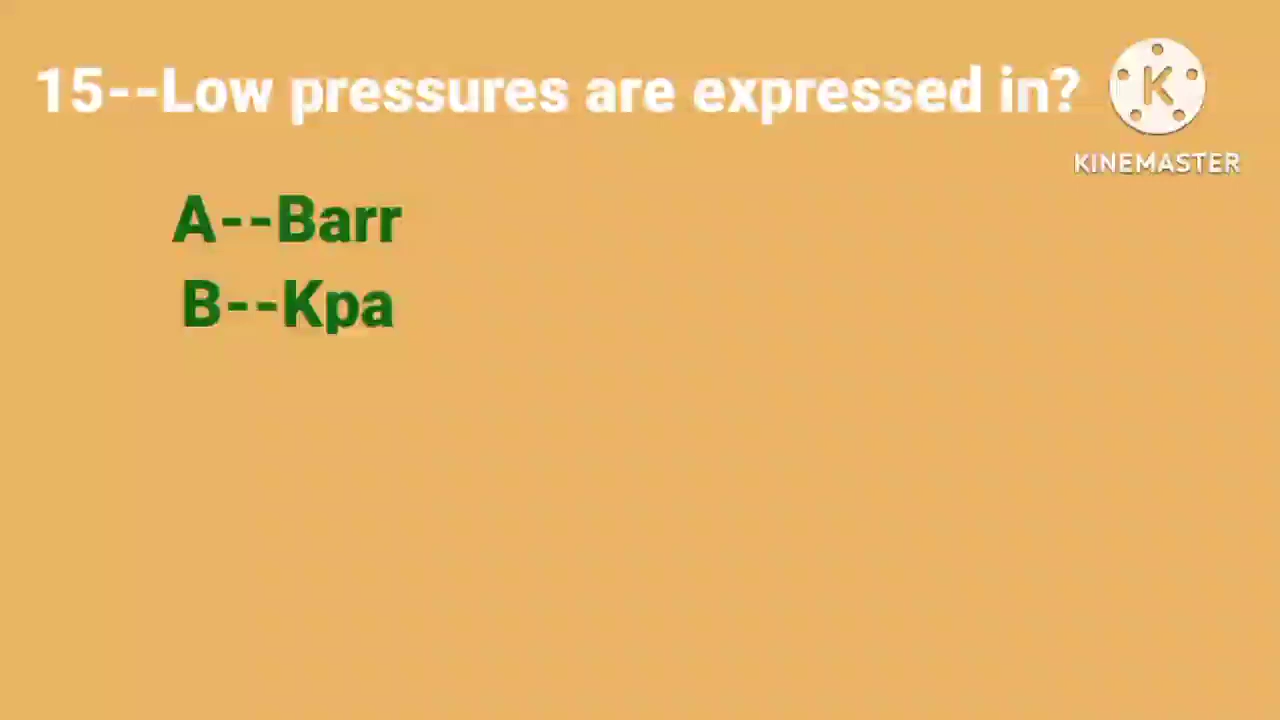 15--Low pressures are expressed in?
K
KINEMASTER
A--Barr
B--Kpa